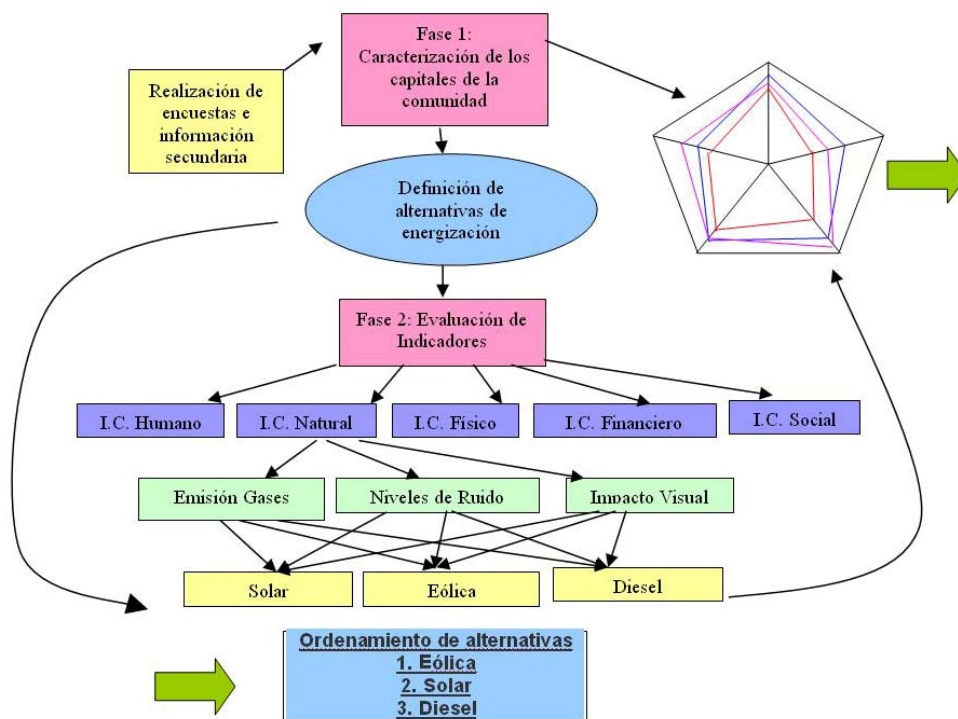 Fase 1:
Caracterización de los
capitales de la
comunidad
Realización de
encuestas e
información
secundaria
Definición de
alternativas de
energización
Fase 2: Evaluación de
Indicadores
I.C. Humano
I.C. Natural
I.C. Físico
I.C. Financiero
I.C. Social
Emisión Gases
Niveles de Ruido
Impacto Visual
Solar
Eólica
Diesel
Ordenamiento de alternativas
1. Eólica
2. Solar
3. Diesel